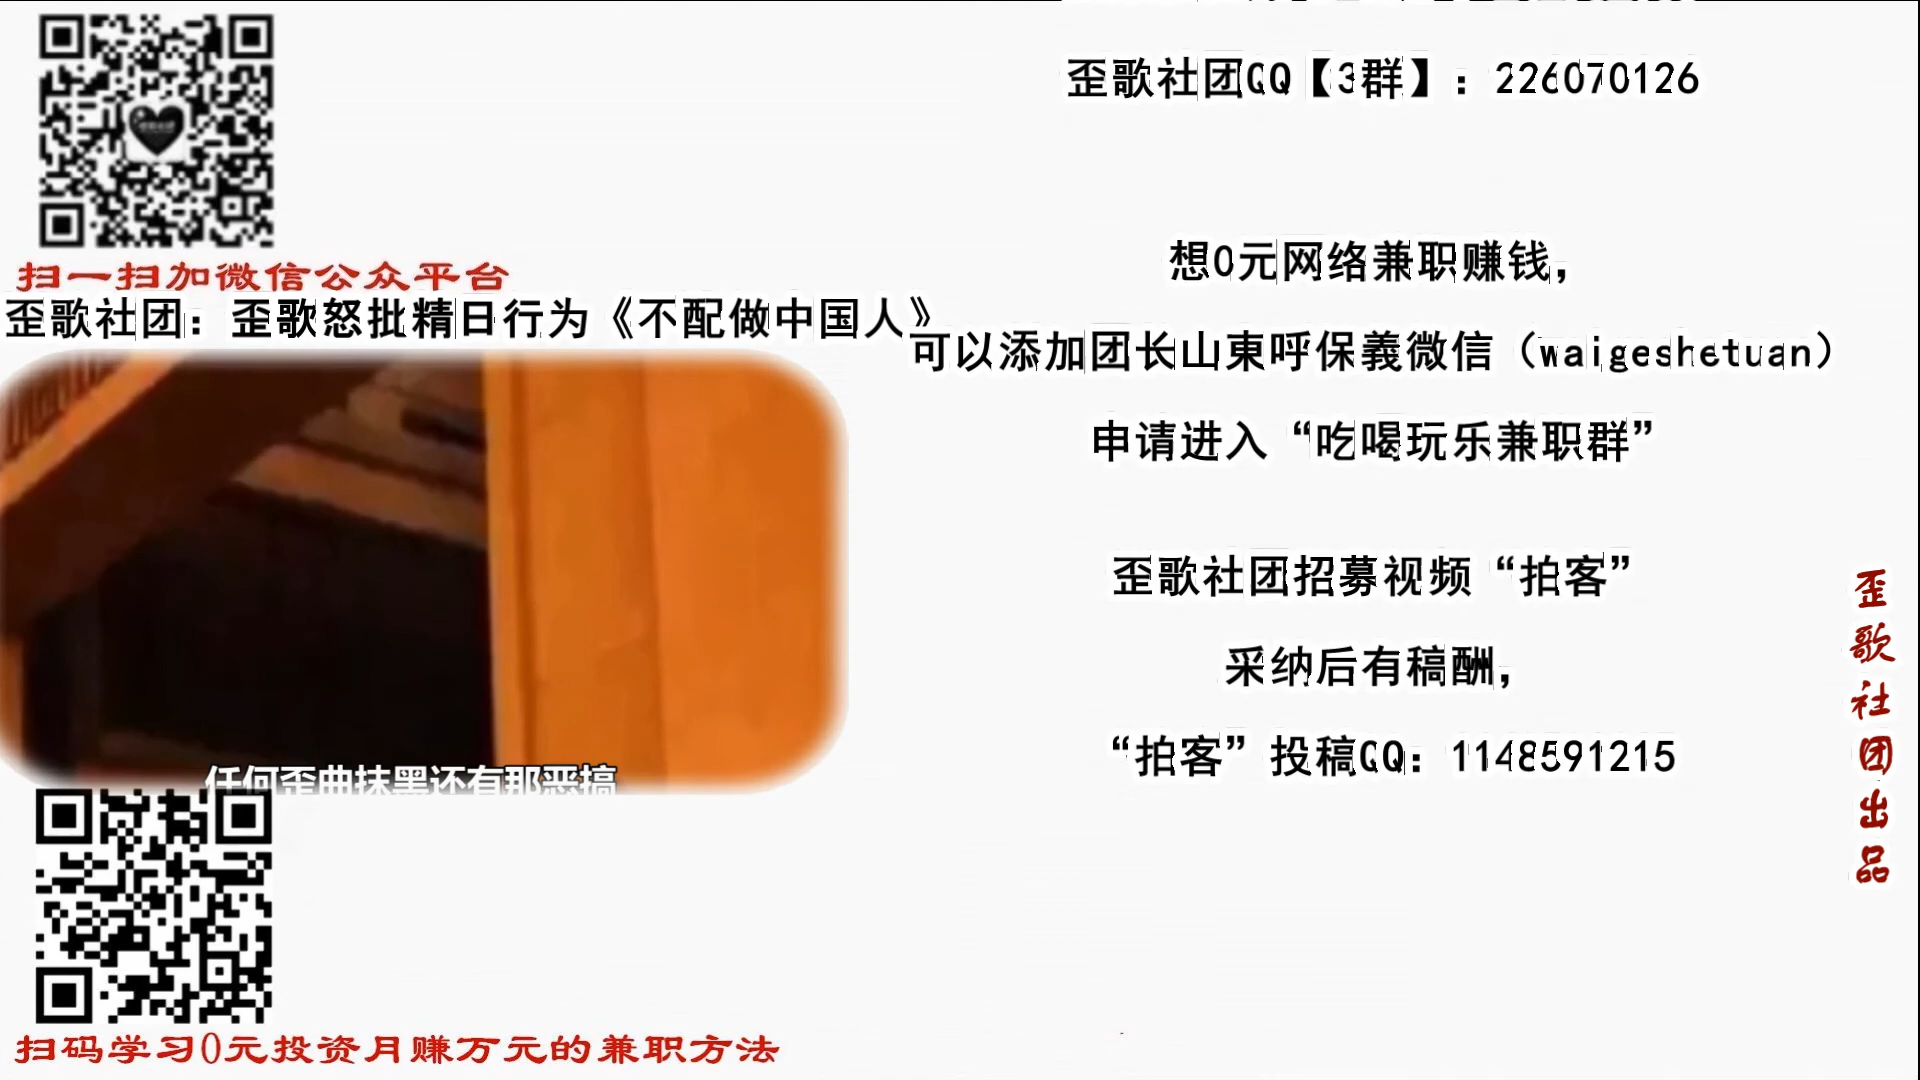 扫一扫加微信公众平台
歪歌社团：歪歌怒批精日行为《不配做中国人》
任何歪曲抹黑还有那恶搞
扫码学习0元投资月赚万元的兼职方法
歪歌社团QQ【3群】：226070126
想0元网络兼职赚钱，
可以添加团长山東呼保義微信（waigeshetuan）
申请进入“吃喝玩乐兼职群”
歪歌社团招募视频“拍客”
采纳后有稿酬，
“拍客”投稿QQ：1148591215
歪歌社团出品